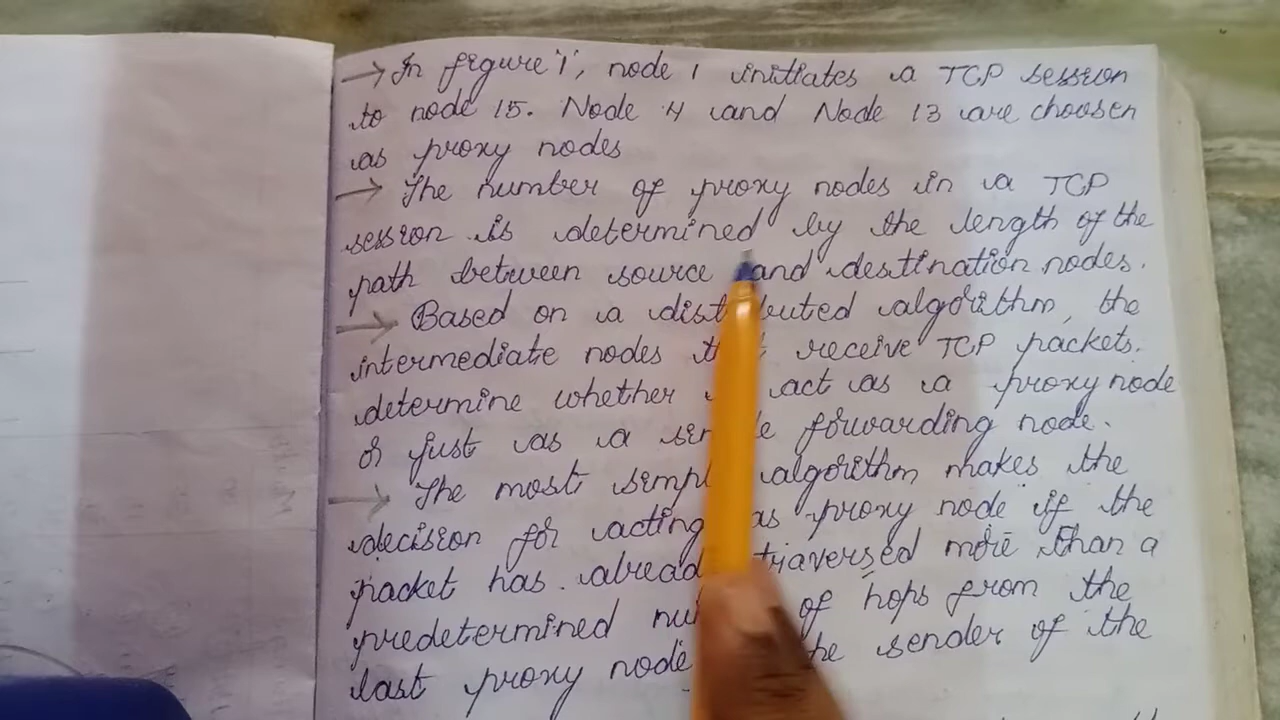 → In figure '1', node 1 initiates a TCP session
to node 15. Node 4 and Node 13 are choosen
as proxy nodes
→ The number of proxy nodes in a TCP
session is determined by the length of the
path between source and destination nodes.
→ Based on a distributed algorithm, the
intermediate nodes receive TCP packets.
determine whether act as a proxy node
or just as a simple forwarding node.
→ The most simple algorithm makes the
decision for acting as proxy node if the
packet has already traversed more than a
predetermined of hops from the
last proxy node the sender of the